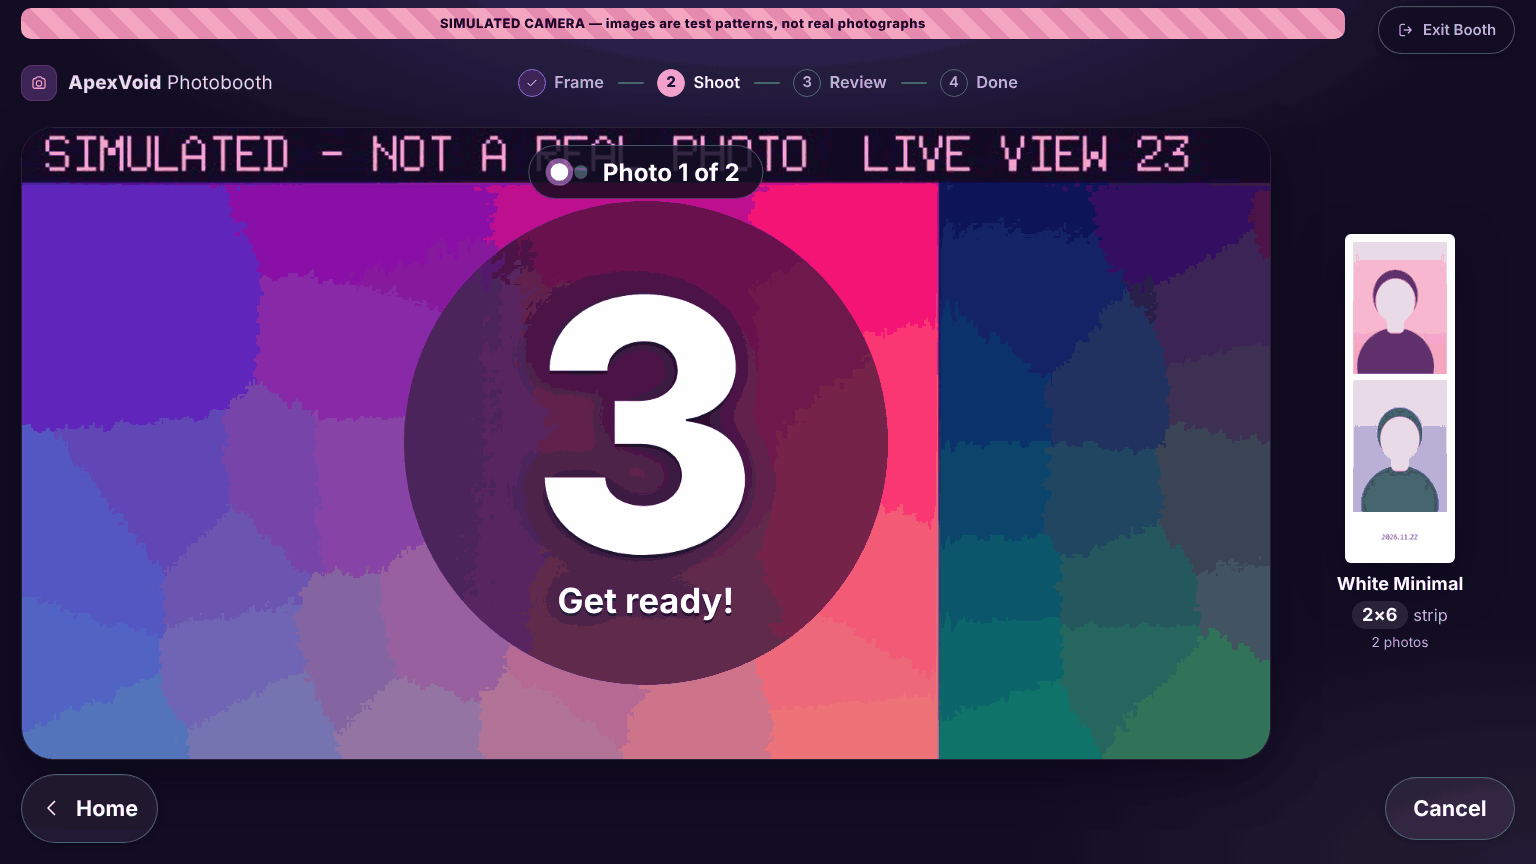 SIMULATED CAMERA — images are test patterns, not real photographs
Exit Booth
ApexVoid Photobooth
Frame
2 Shoot
3 Review
4 Done
SIMULATED - NOT A REAL PHOTO LIVE VIEW 23
Photo 1 of 2
3
Get ready!
2026.11.22
White Minimal
2×6 strip
2 photos
Home
Cancel